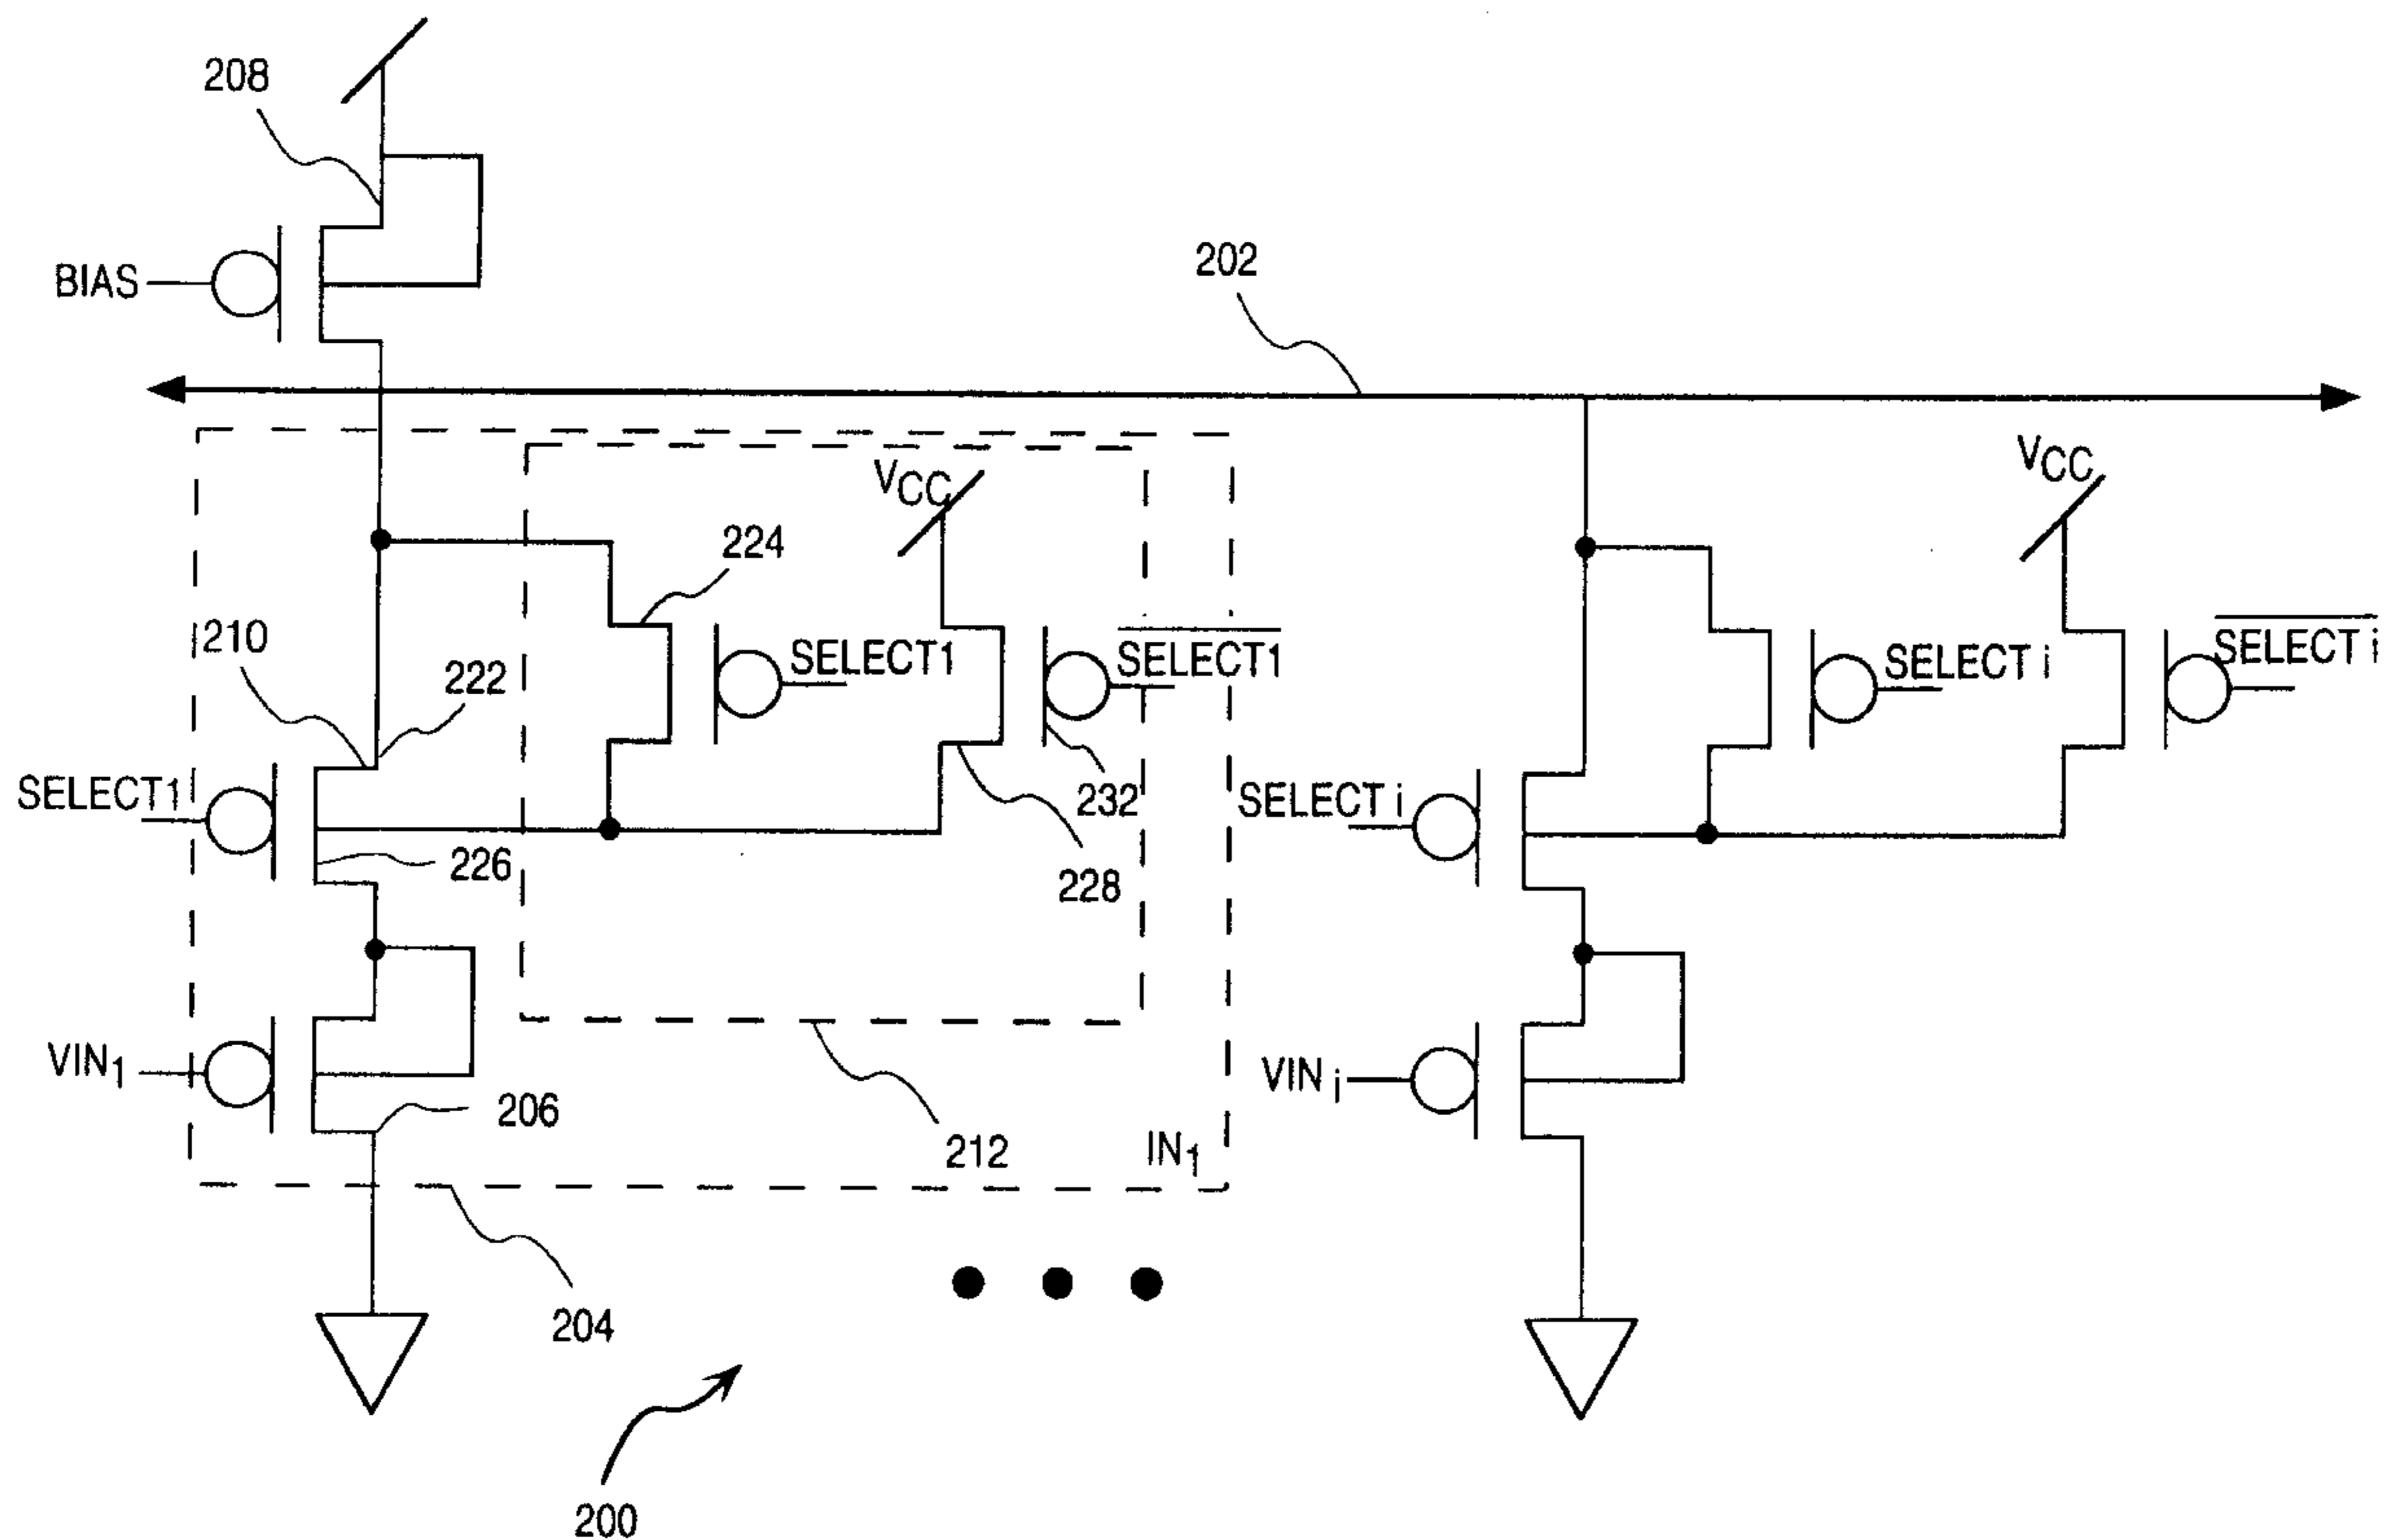 208
BIAS
202
VCC
VCC
224
210
222
SELECT1
SELECT1
SELECT i
SELECT i
SELECT1
232
SELECT i
226
228
VIN1
206
VIN i
212
IN1
204
200